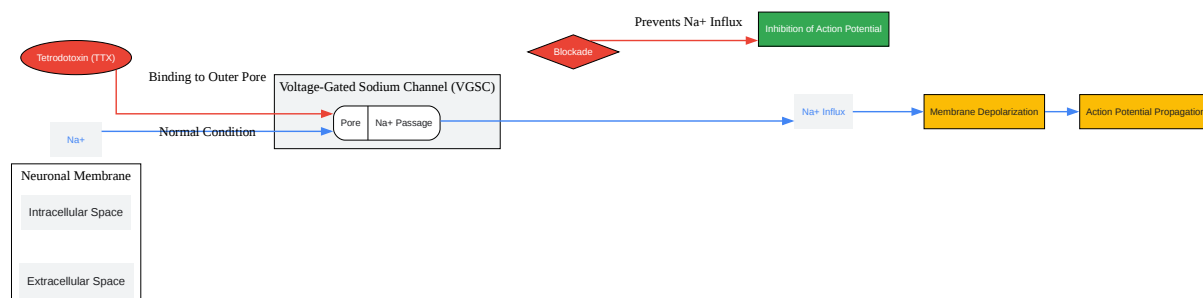 Prevents Na+ Influx
Inhibition of Action Potential
Blockade
Tetrodotoxin (TTX)
Binding to Outer Pore
Voltage-Gated Sodium Channel (VGSC)
Pore
Na+ Passage
Na+ Influx
Membrane Depolarization
Action Potential Propagation
Na+
Normal Condition
Neuronal Membrane
Intracellular Space
Extracellular Space